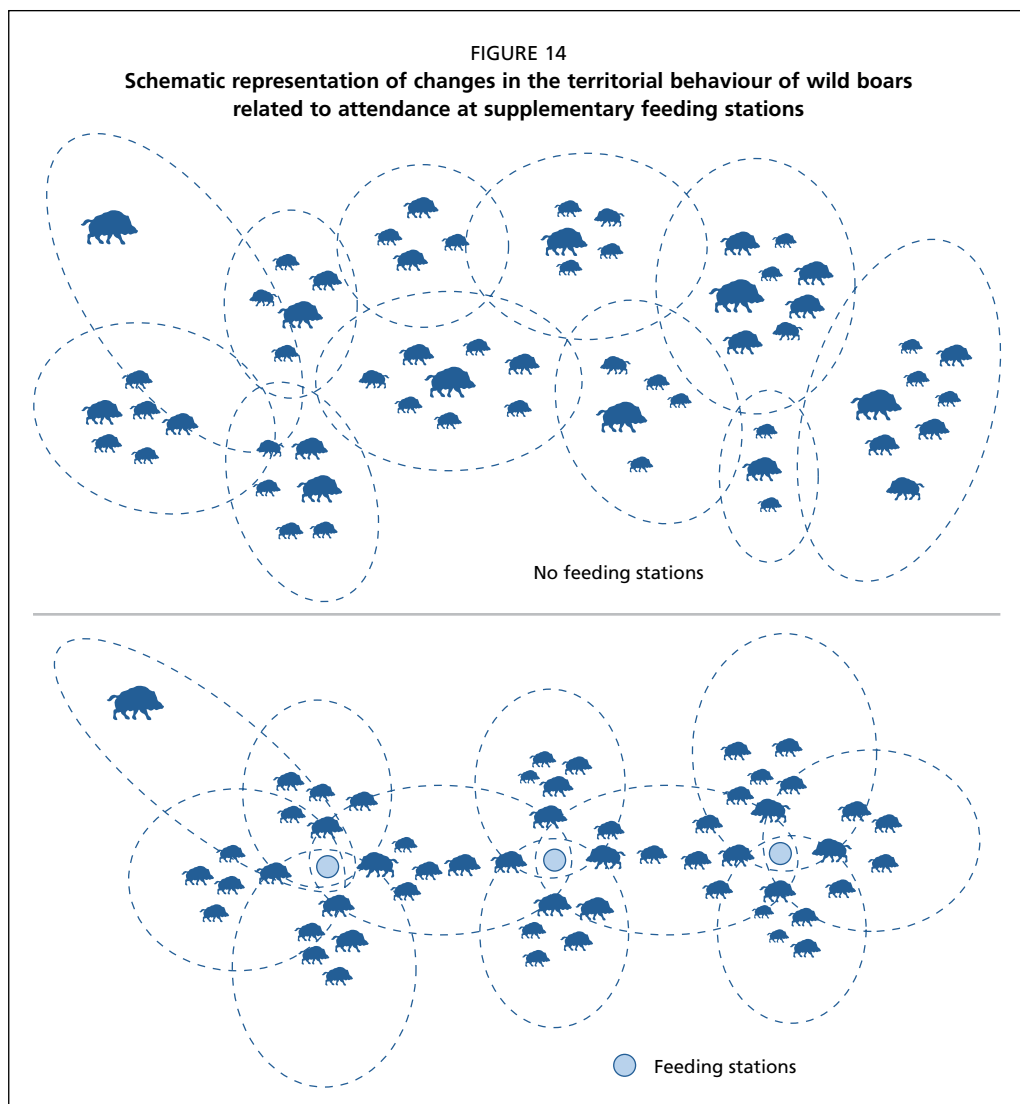 FIGURE 14
Schematic representation of changes in the territorial behaviour of wild boars
related to attendance at supplementary feeding stations
No feeding stations
Feeding stations